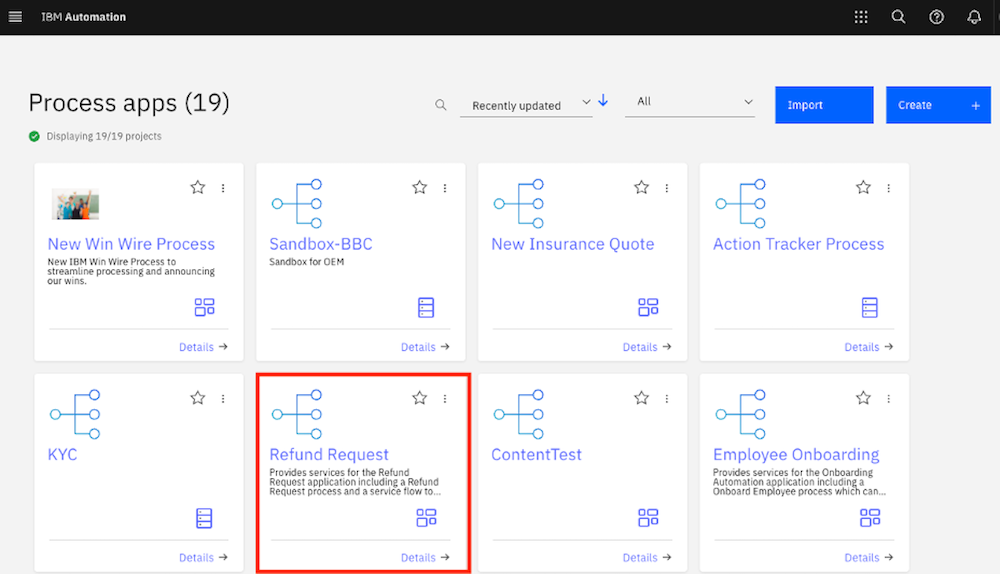 IBM Automation
Process apps (19)
Recently updated
All
Import
Create +
Displaying 19/19 projects
New Win Wire Process
New IBM Win Wire Process to
streamline processing and announcing
our wins.
Details →
Sandbox-BBC
Sandbox for OEM
Details →
New Insurance Quote
Details →
Action Tracker Process
Details →
KYC
Details →
Refund Request
Provides services for the Refund
Request application including a Refund
Request process and a service flow to...
Details →
ContentTest
Details →
Employee Onboarding
Provides services for the Onboarding
Automation application including a
Onboard Employee process which can...
Details →